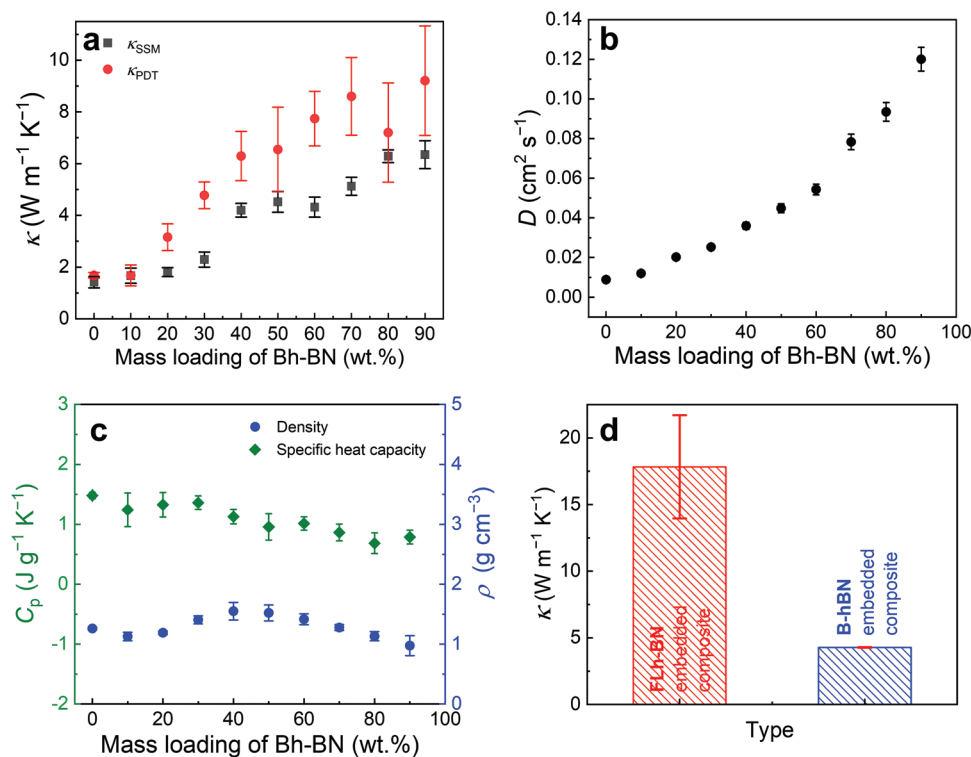 a
κSSM
κPDT
10
8
6
4
2
0
κ (W m⁻¹ K⁻¹)
0 10 20 30 40 50 60 70 80 90
Mass loading of Bh-BN (wt.%)
b
0.14
0.12
0.10
0.08
0.06
0.04
0.02
0.00
D (cm² s⁻¹)
0 20 40 60 80 100
Mass loading of Bh-BN (wt.%)
c
Density
Specific heat capacity
3
2
1
0
-1
-2
Cp (J g⁻¹ K⁻¹)
5
4
3
2
1
0
ρ (g cm⁻³)
0 10 20 30 40 50 60 70 80 90 100
Mass loading of Bh-BN (wt.%)
d
20
15
10
5
0
κ (W m⁻¹ K⁻¹)
FLh-BN
embedded
composite
B-hBN
embedded
composite
Type